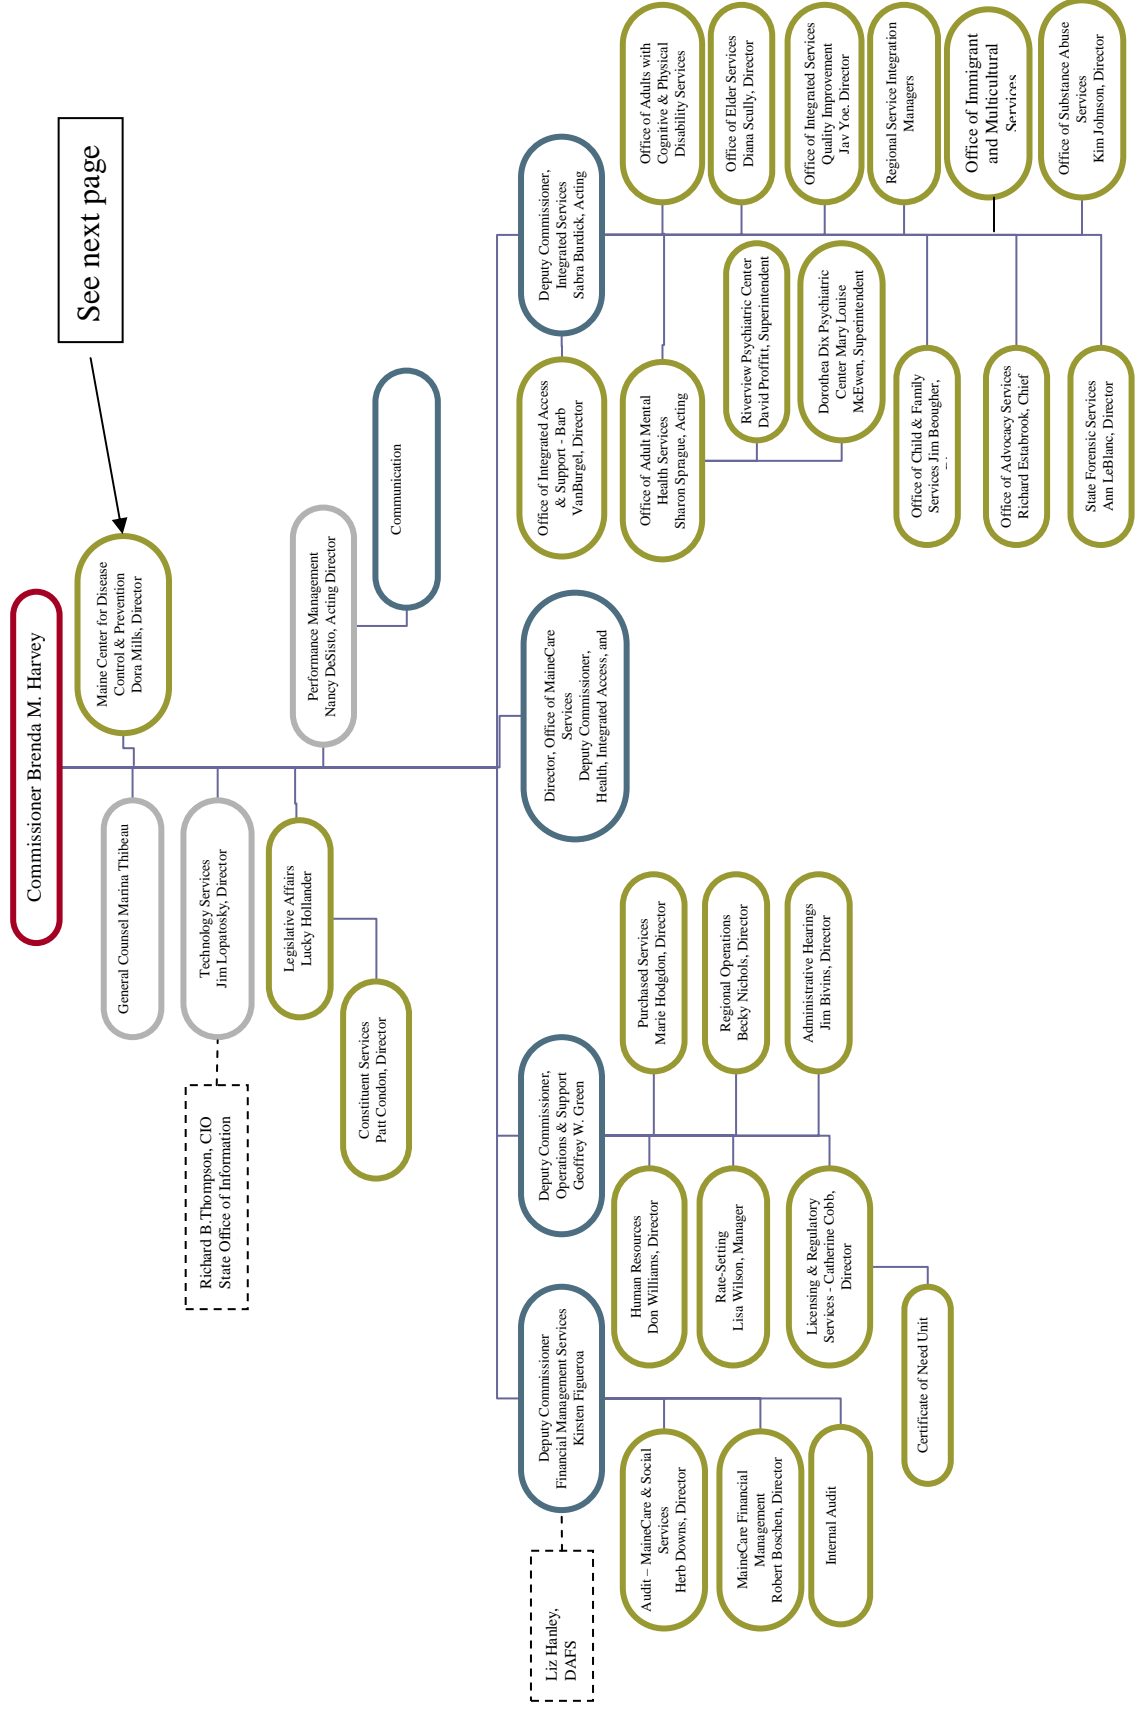 Commissioner Brenda M. Harvey
See next page
Maine Center for Disease
Control & Prevention
Dora Mills, Director
General Counsel Marina Thibeau
Technology Services
Jim Lopatosky, Director
Richard B.Thompson, CIO
State Office of Information
Legislative Affairs
Lucky Hollander
Constituent Services
Patt Condon, Director
Performance Management
Nancy DeSisto, Acting Director
Communication
Deputy Commissioner
Financial Management Services
Kirsten Figueroa
Liz Hanley,
DAFS
Audit – MaineCare & Social
Services
Herb Downs, Director
MaineCare Financial
Management
Robert Boschen, Director
Internal Audit
Deputy Commissioner,
Operations & Support
Geoffrey W. Green
Human Resources
Don Williams, Director
Rate-Setting
Lisa Wilson, Manager
Licensing & Regulatory
Services - Catherine Cobb,
Director
Certificate of Need Unit
Purchased Services
Marie Hodgdon, Director
Regional Operations
Becky Nichols, Director
Administrative Hearings
Jim Bivins, Director
Director, Office of MaineCare
Services
Deputy Commissioner,
Health, Integrated Access, and
Deputy Commissioner,
Integrated Services
Sabra Burdick, Acting
Office of Integrated Access
& Support - Barb
VanBurgel, Director
Office of Adult Mental
Health Services
Sharon Sprague, Acting
Riverview Psychiatric Center
David Proffitt, Superintendent
Dorothea Dix Psychiatric
Center Mary Louise
McEwen, Superintendent
Office of Child & Family
Services Jim Beougher,
Office of Advocacy Services
Richard Estabrook, Chief
State Forensic Services
Ann LeBlanc, Director
Office of Adults with
Cognitive & Physical
Disability Services
Office of Elder Services
Diana Scully, Director
Office of Integrated Services
Quality Improvement
Jay Yoe, Director
Regional Service Integration
Managers
Office of Immigrant
and Multicultural
Services
Office of Substance Abuse
Services
Kim Johnson, Director